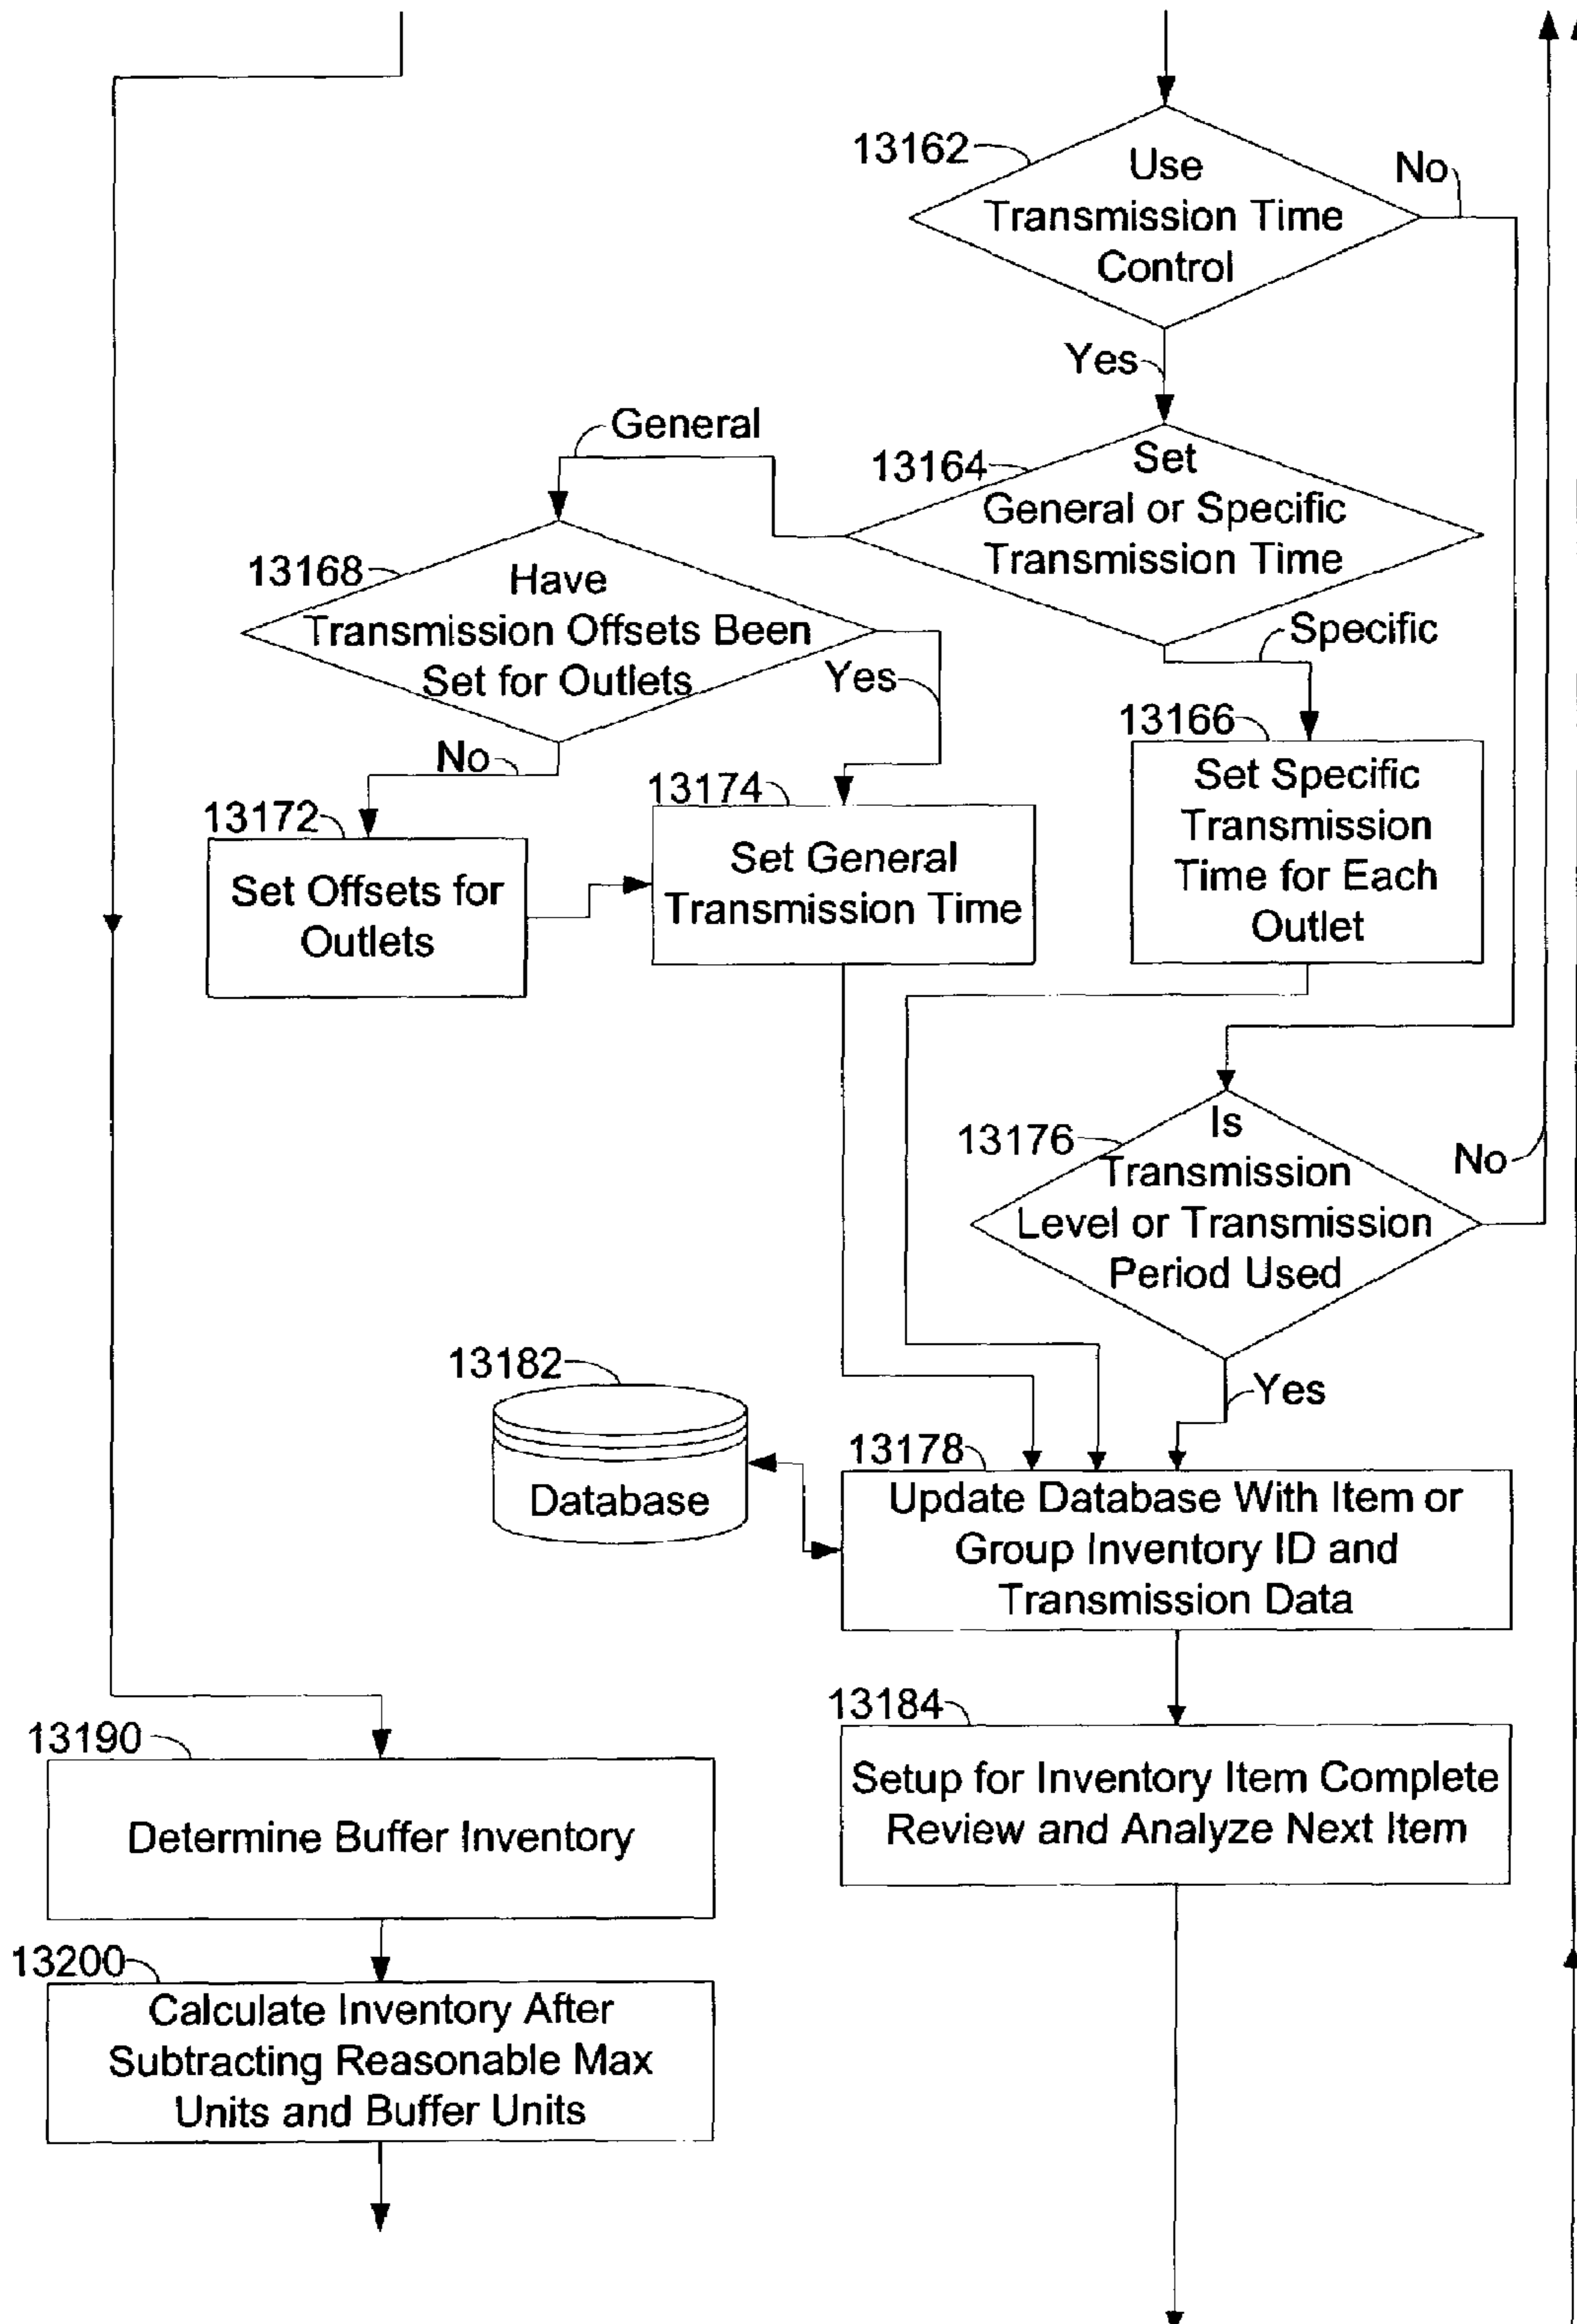 13162
Use
Transmission Time
Control
No
Yes
General
13164
Set
General or Specific
Transmission Time
13168
Have
Transmission Offsets Been
Set for Outlets
Yes
Specific
No
13166
Set Specific
Transmission
Time for Each
Outlet
13172
Set Offsets for
Outlets
13174
Set General
Transmission Time
13176
Is
Transmission
Level or Transmission
Period Used
No
Yes
13182
Database
13178
Update Database With Item or
Group Inventory ID and
Transmission Data
13190
Determine Buffer Inventory
13184
Setup for Inventory Item Complete
Review and Analyze Next Item
13200
Calculate Inventory After
Subtracting Reasonable Max
Units and Buffer Units